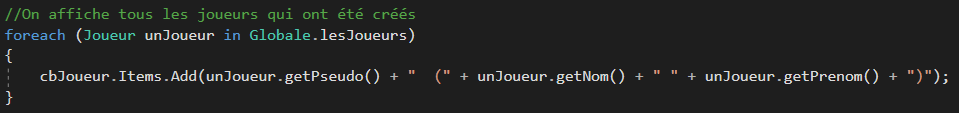 //On affiche tous les joueurs qui ont été créés
foreach (Joueur unJoueur in Globale.lesJoueurs)
{
    cbJoueur.Items.Add(unJoueur.getPseudo() + "  (" + unJoueur.getNom() + " " + unJoueur.getPrenom() + ")");
}